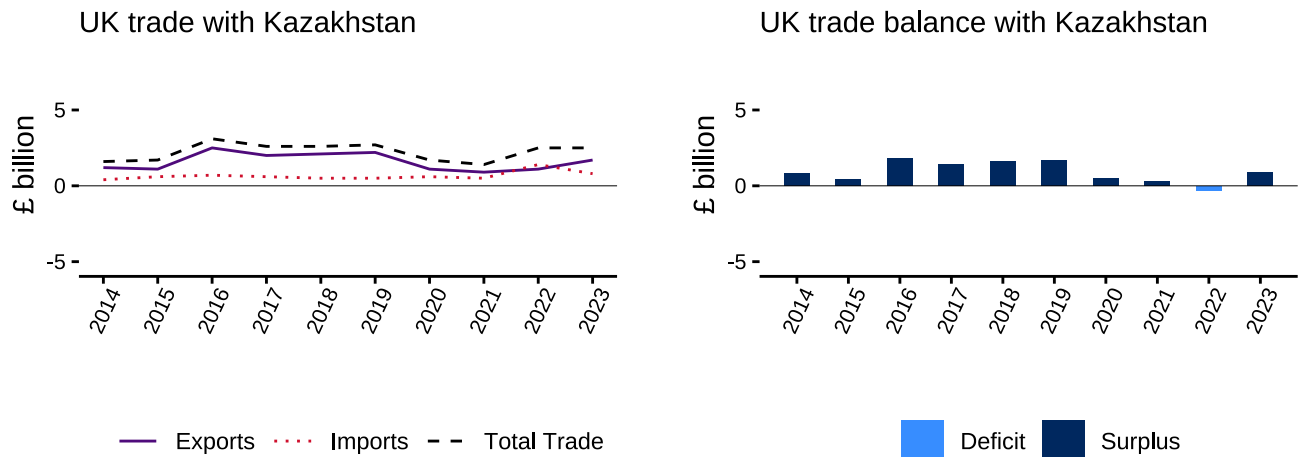 UK trade with Kazakhstan
£ billion
5
0
-5
2014
2015
2016
2017
2018
2019
2020
2021
2022
2023
Exports
Imports
Total Trade
UK trade balance with Kazakhstan
£ billion
5
0
-5
2014
2015
2016
2017
2018
2019
2020
2021
2022
2023
Deficit
Surplus